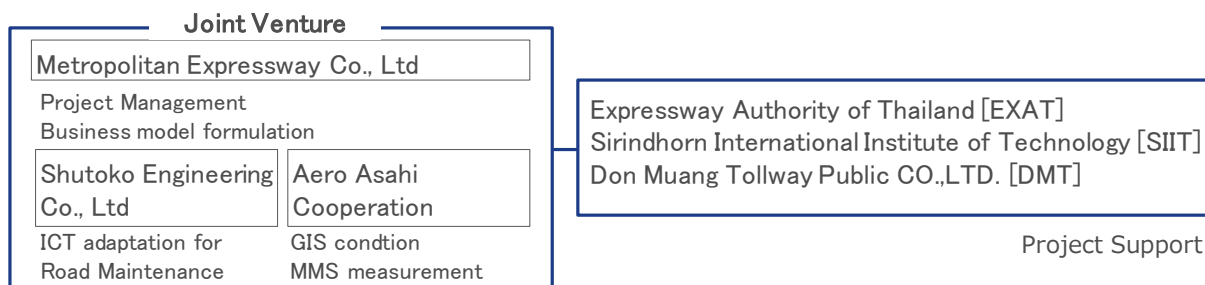 Joint Venture
Metropolitan Expressway Co., Ltd
Project Management
Business model formulation
Shutoko Engineering
Co., Ltd
ICT adaptation for
Road Maintenance
Aero Asahi
Cooperation
GIS condtion
MMS measurement
Expressway Authority of Thailand [EXAT]
Sirindhorn International Institute of Technology [SIIT]
Don Muang Tollway Public CO.,LTD. [DMT]
Project Support